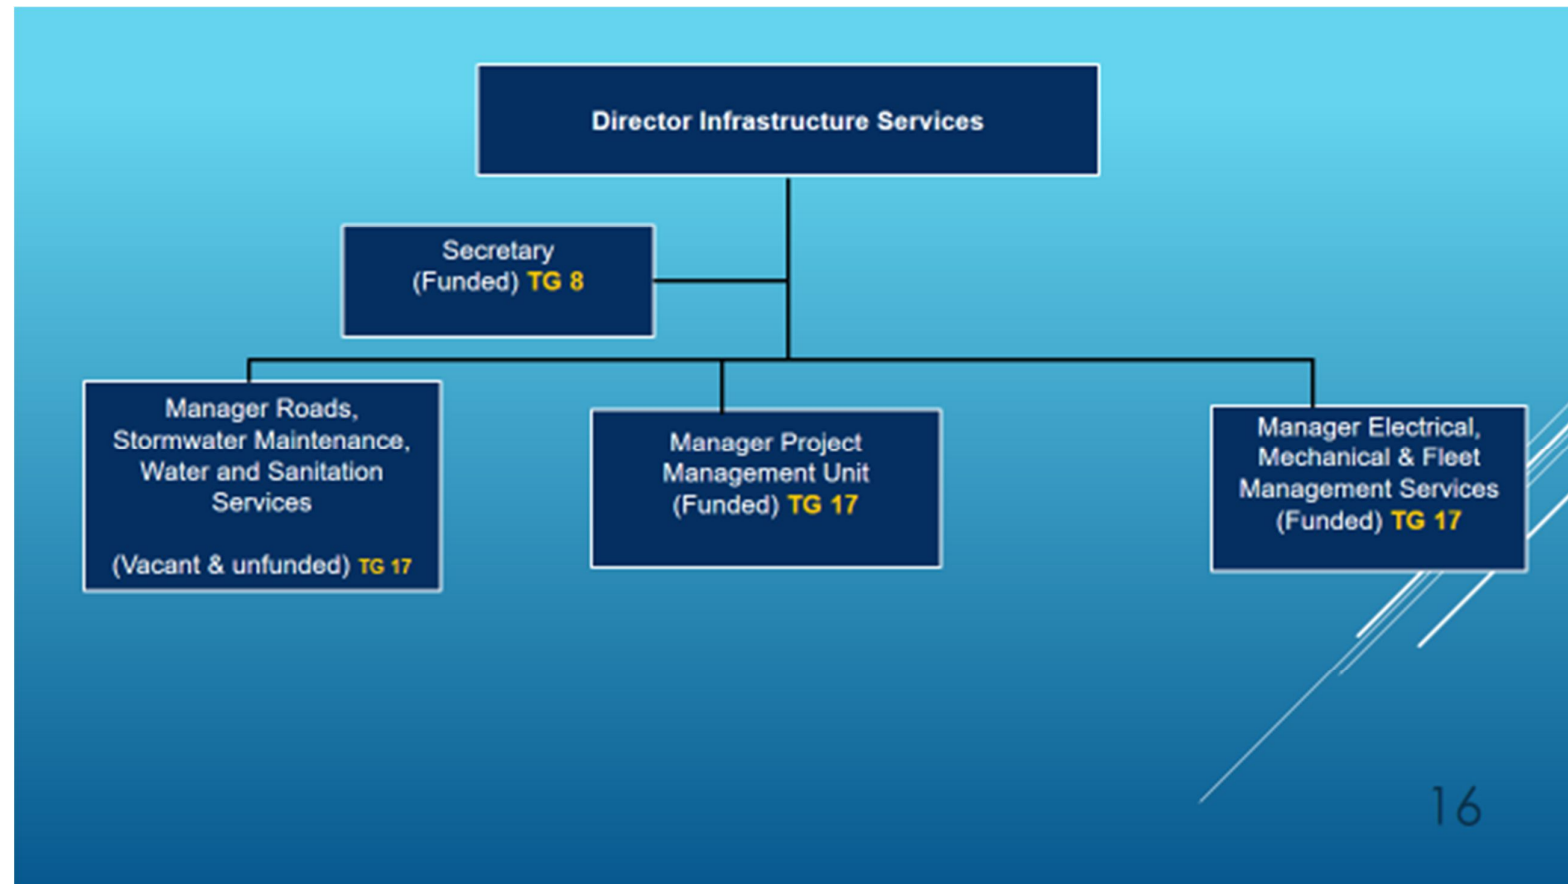 Director Infrastructure Services
Secretary
(Funded) TG 8
Manager Roads,
Stormwater Maintenance,
Water and Sanitation
Services
(Vacant & unfunded) TG 17
Manager Project
Management Unit
(Funded) TG 17
Manager Electrical,
Mechanical & Fleet
Management Services
(Funded) TG 17
16